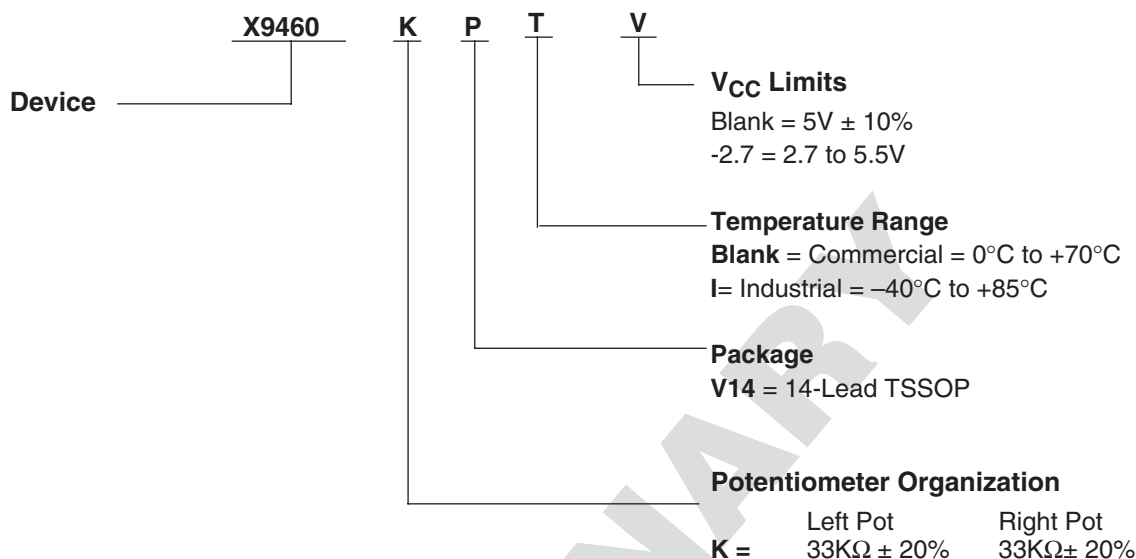 X9460 K P T V
Device
VCC Limits
Blank = 5V ± 10%
-2.7 = 2.7 to 5.5V
Temperature Range
Blank = Commercial = 0°C to +70°C
I= Industrial = –40°C to +85°C
Package
V14 = 14-Lead TSSOP
Potentiometer Organization
Left Pot Right Pot
K = 33KΩ ± 20% 33KΩ± 20%
NARY